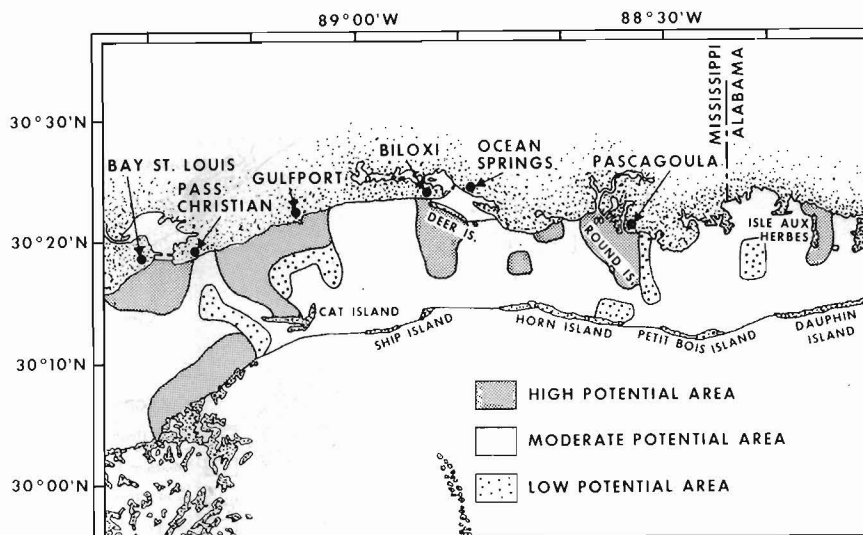 89°00' W
88°30' W
30°30' N
30°20' N
30°10' N
30°00' N
MISSISSIPPI
ALABAMA
BAY ST. LOUIS
PASS
CHRISTIAN
GULFPORT
BILOXI
OCEAN
SPRINGS
PASCAGOULA
DEER IS.
ROUND IS.
ISLE AUX
HERBES
CAT ISLAND
SHIP ISLAND
HORN ISLAND
PETIT BOIS ISLAND
DAUPHIN
ISLAND
HIGH POTENTIAL AREA
MODERATE POTENTIAL AREA
LOW POTENTIAL AREA